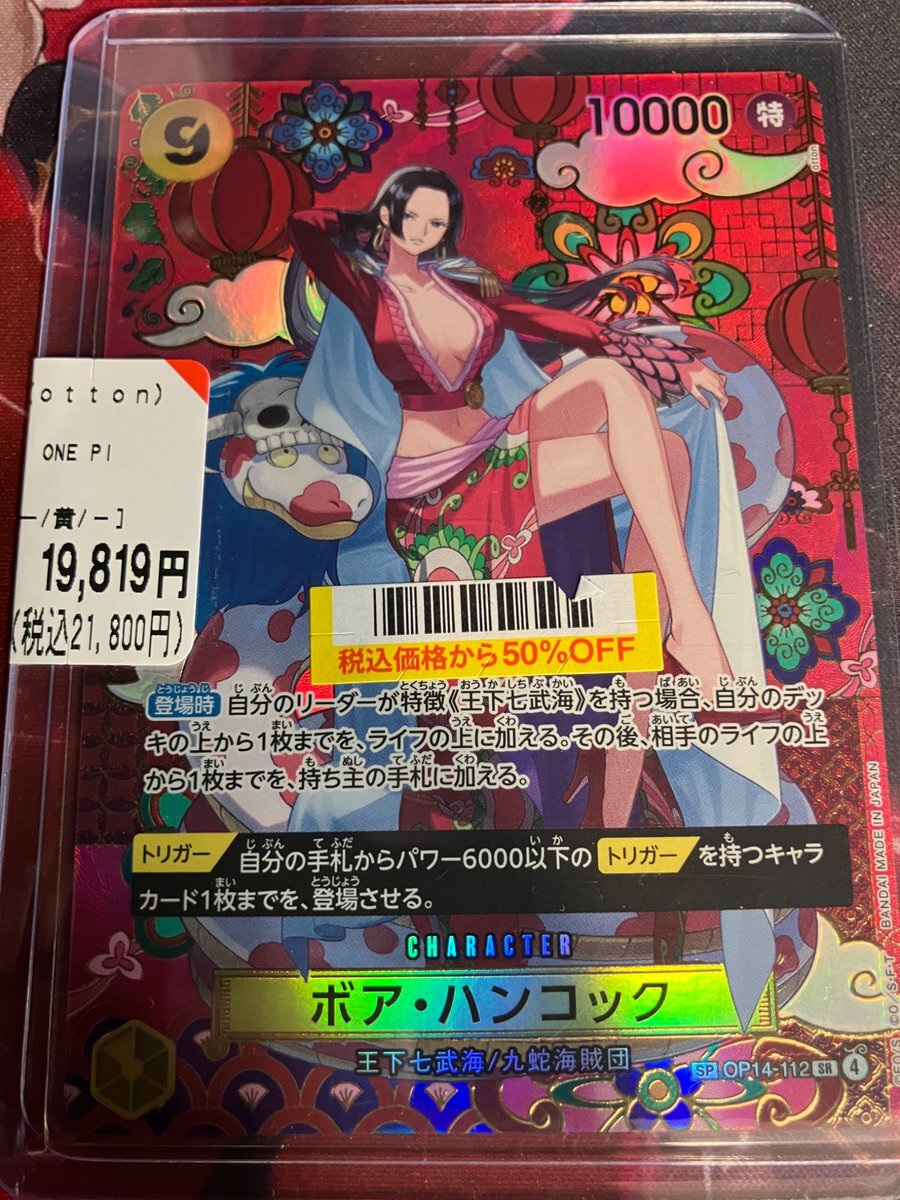 9
10000 特
otton
(otton)
ONE PI
-/黄/-]
19,819円
(税込21,800円)
税込価格から50%OFF
登場時 自分のリーダーが特徴《王下七武海》を持つ場合、自分のデッ
キの上から1枚までを、ライフの上に加える。その後、相手のライフの上
から1枚までを、持ち主の手札に加える。
トリガー 自分の手札からパワー6000以下の トリガー を持つキャラ
カード1枚までを、登場させる。
CHARACTER
ボア・ハンコック
王下七武海/九蛇海賊団
SP OP14-112 SR 4
BANDAI MADE IN JAPAN